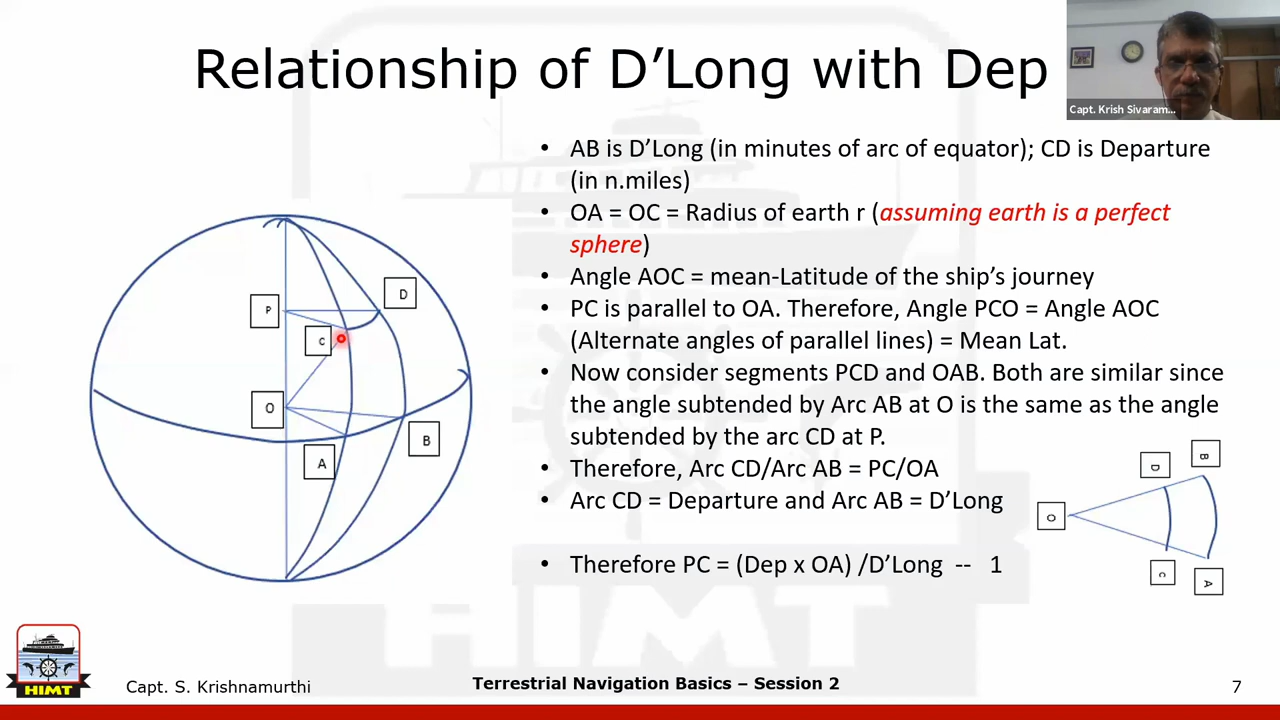 Relationship of D’Long with Dep
Capt. Krish Sivaram...
• AB is D’Long (in minutes of arc of equator); CD is Departure
(in n.miles)
• OA = OC = Radius of earth r (assuming earth is a perfect
sphere)
• Angle AOC = mean-Latitude of the ship’s journey
• PC is parallel to OA. Therefore, Angle PCO = Angle AOC
(Alternate angles of parallel lines) = Mean Lat.
• Now consider segments PCD and OAB. Both are similar since
the angle subtended by Arc AB at O is the same as the angle
subtended by the arc CD at P.
• Therefore, Arc CD/Arc AB = PC/OA
• Arc CD = Departure and Arc AB = D’Long
• Therefore PC = (Dep x OA) /D’Long -- 1
P
D
C
O
B
A
B
D
O
C
A
HIMT
HIMT
Capt. S. Krishnamurthi
Terrestrial Navigation Basics – Session 2
7